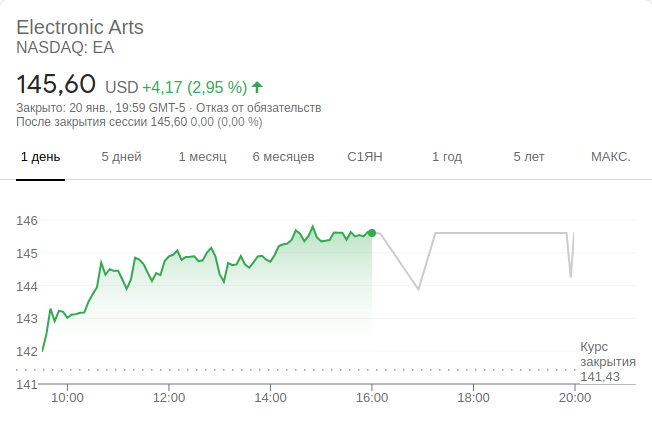 Electronic Arts
NASDAQ: EA
145,60 USD +4,17 (2,95 %)
Закрыто: 20 янв., 19:59 GMT-5 · Отказ от обязательств
После закрытия сессии 145,60 0,00 (0,00 %)
1 день 5 дней 1 месяц 6 месяцев С1ЯН 1 год 5 лет МАКС.
146
145
144
143
142
141
Курс
закрытия
141,43
10:00 12:00 14:00 16:00 18:00 20:00